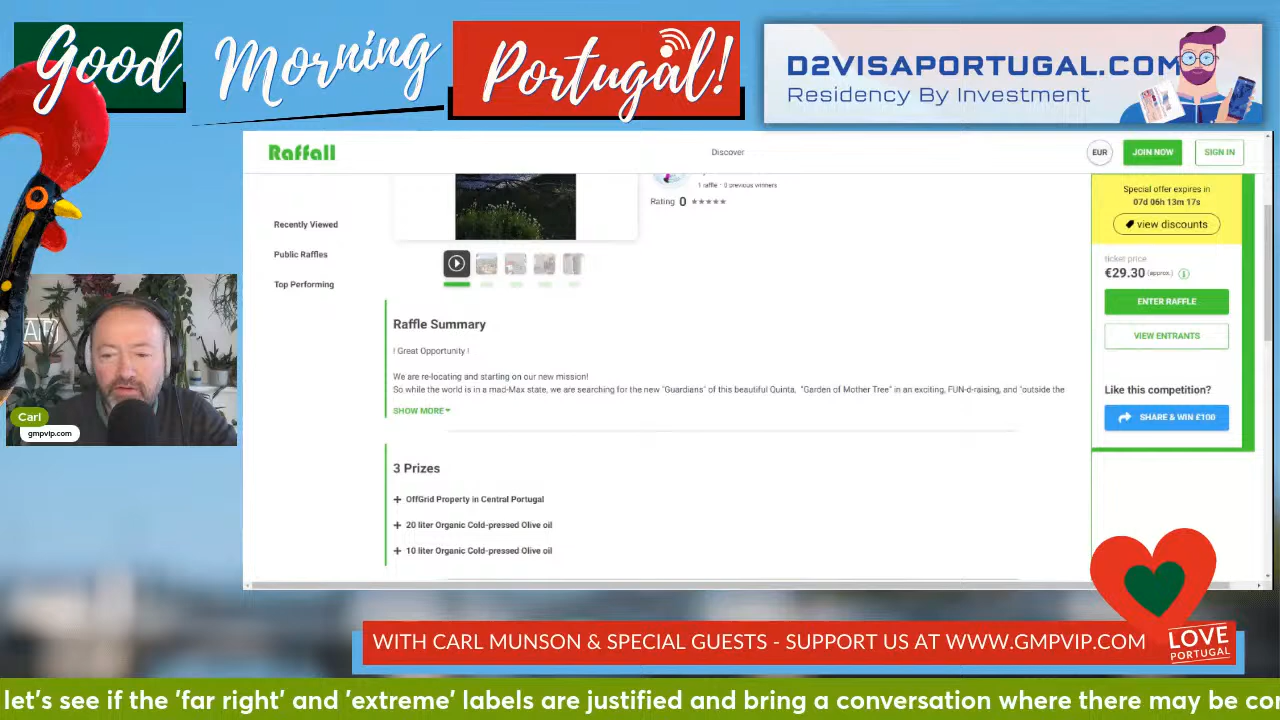 Good Morning Portugal!
D2VISAPORTUGAL.COM
Residency By Investment
Raffall
Discover
EUR
JOIN NOW
SIGN IN
1 raffle · 0 previous winners
Rating 0 ★★★★★
Recently Viewed
Public Raffles
Top Performing
Special offer expires in
07d 06h 13m 17s
view discounts
ticket price
€29.30 (approx.)
ENTER RAFFLE
VIEW ENTRANTS
Like this competition?
SHARE & WIN £100
Raffle Summary
! Great Opportunity !
We are re-locating and starting on our new mission!
So while the world is in a mad-Max state, we are searching for the new "Guardians" of this beautiful Quinta, "Garden of Mother Tree" in an exciting, FUN-d-raising, and "outside the
SHOW MORE
3 Prizes
+ OffGrid Property in Central Portugal
+ 20 liter Organic Cold-pressed Olive oil
+ 10 liter Organic Cold-pressed Olive oil
Carl
gmpvip.com
WITH CARL MUNSON & SPECIAL GUESTS - SUPPORT US AT WWW.GMPVIP.COM
LOVE
PORTUGAL
let's see if the 'far right' and 'extreme' labels are justified and bring a conversation where there may be